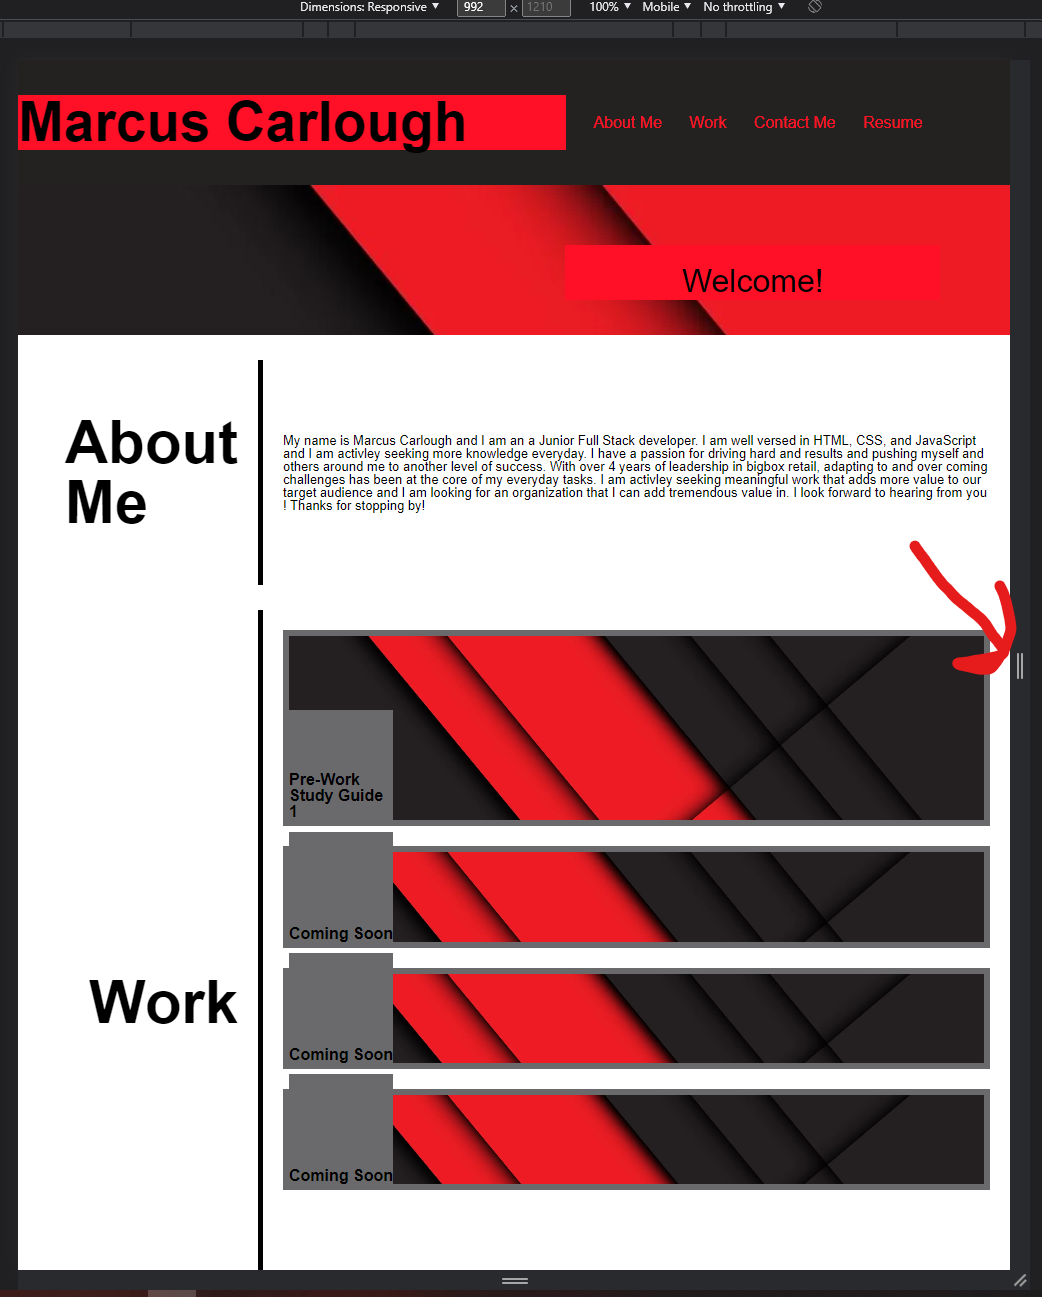 Dimensions: Responsive ▼ 992 × 1210 100% ▼ Mobile ▼ No throttling ▼
Marcus Carlough
About Me Work Contact Me Resume
Welcome!
About
Me
My name is Marcus Carlough and I am an a Junior Full Stack developer. I am well versed in HTML, CSS, and JavaScript
and I am activley seeking more knowledge everyday. I have a passion for driving hard and results and pushing myself and
others around me to another level of success. With over 4 years of leadership in bigbox retail, adapting to and over coming
challenges has been at the core of my everyday tasks. I am activley seeking meaningful work that adds more value to our
target audience and I am looking for an organization that I can add tremendous value in. I look forward to hearing from you
! Thanks for stopping by!
Work
Pre-Work
Study Guide
1
Coming Soon
Coming Soon
Coming Soon